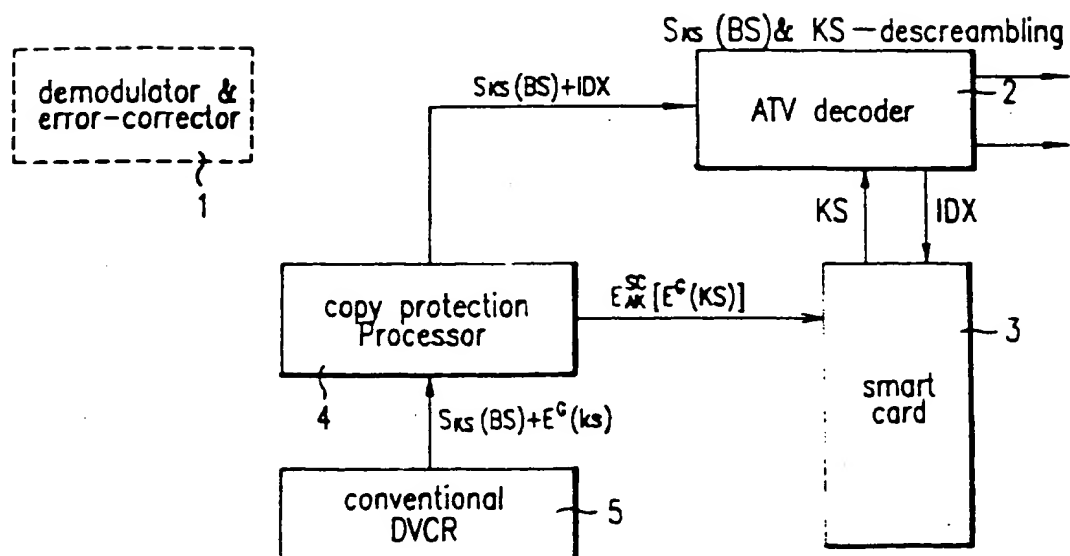 SKS (BS)& KS —descreambling
demodulator &
error-corrector
1
SKS(BS)+IDX
ATV decoder
2
KS
IDX
copy protection
Processor
4
E^SC_AK[E^G(KS)]
smart
card
3
SKS(BS)+E^G(ks)
conventional
DVCR
5